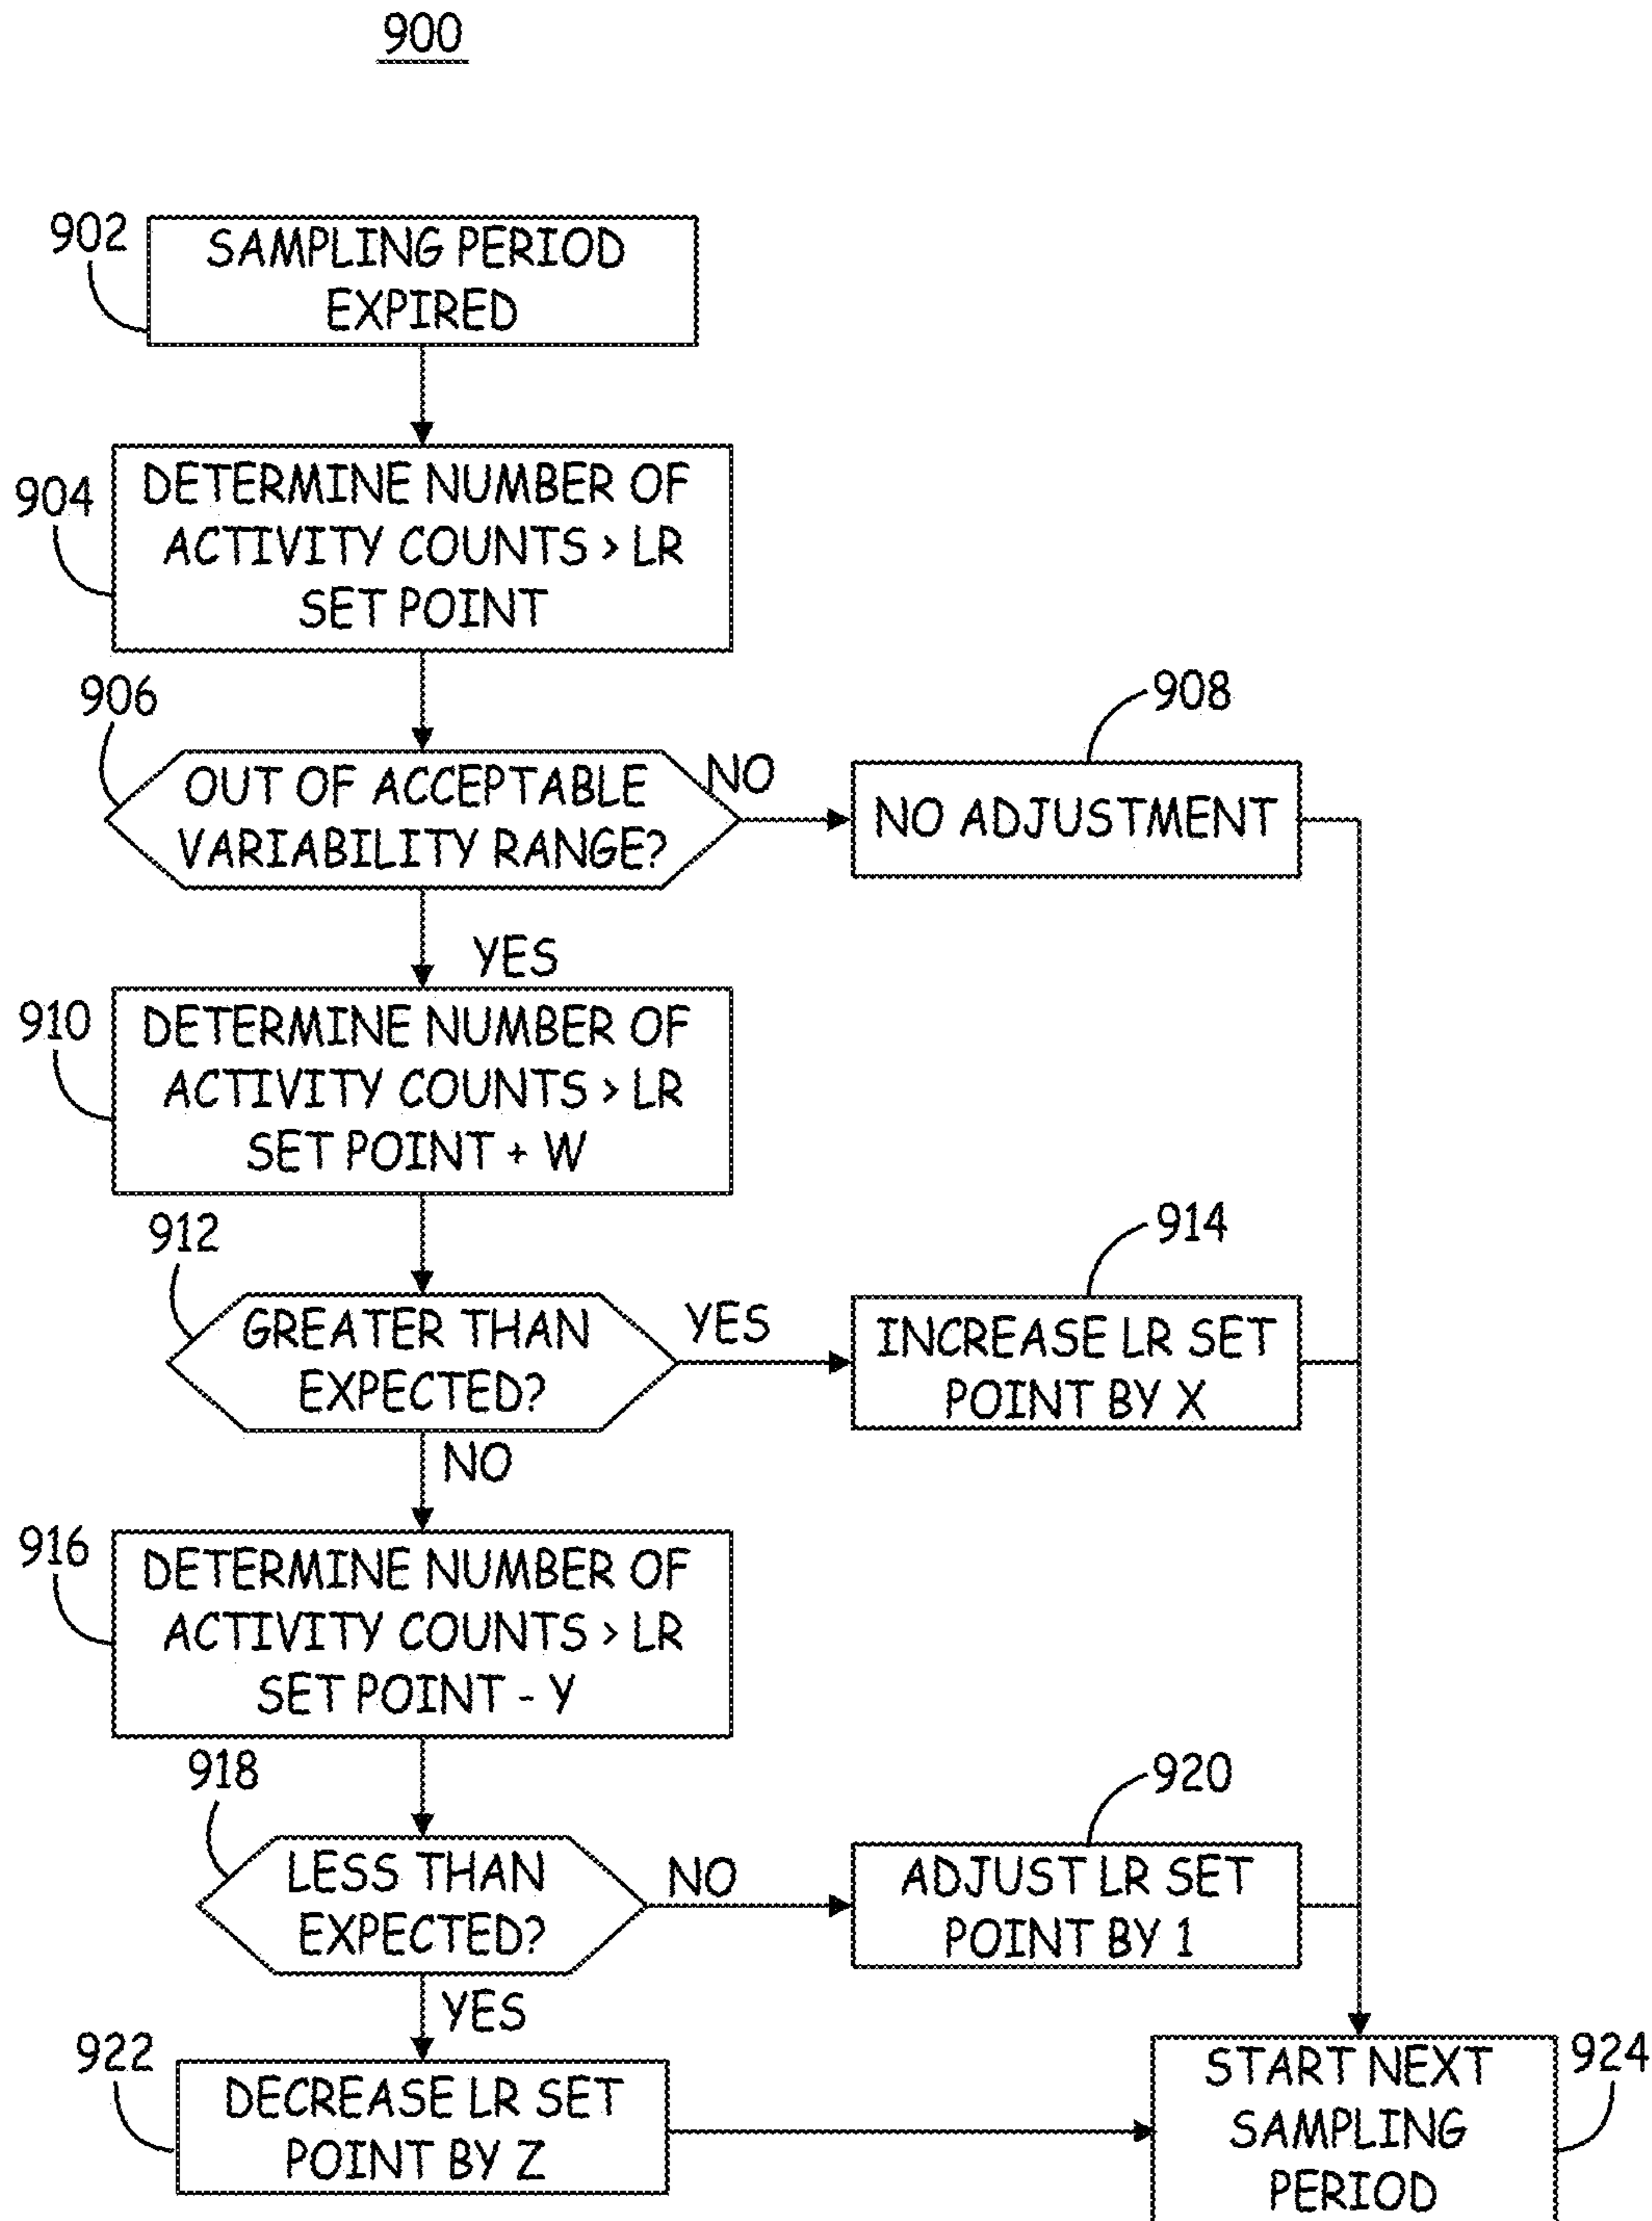 900
902
SAMPLING PERIOD
EXPIRED
904
DETERMINE NUMBER OF
ACTIVITY COUNTS > LR
SET POINT
906
OUT OF ACCEPTABLE
VARIABILITY RANGE?
NO
908
NO ADJUSTMENT
YES
910
DETERMINE NUMBER OF
ACTIVITY COUNTS > LR
SET POINT + W
912
GREATER THAN
EXPECTED?
YES
914
INCREASE LR SET
POINT BY X
NO
916
DETERMINE NUMBER OF
ACTIVITY COUNTS > LR
SET POINT - Y
918
LESS THAN
EXPECTED?
NO
920
ADJUST LR SET
POINT BY 1
YES
922
DECREASE LR SET
POINT BY Z
924
START NEXT
SAMPLING
PERIOD